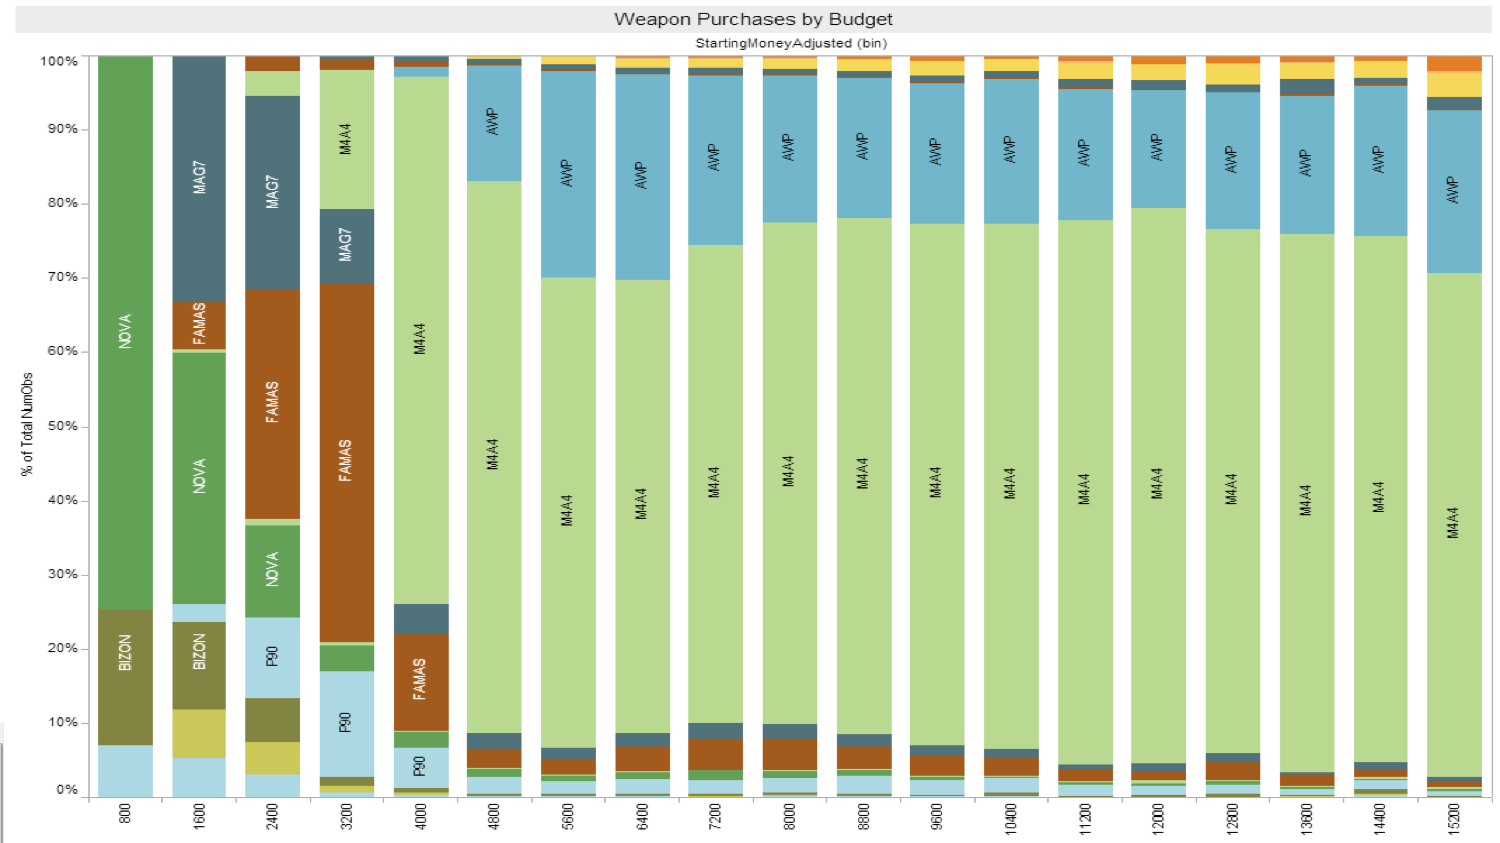 Weapon Purchases by Budget
StartingMoneyAdjusted (bin)
% of Total NumObs
100%
90%
80%
70%
60%
50%
40%
30%
20%
10%
0%
NOVA
BIZON
MAG7
FAMAS
NOVA
BIZON
MAG7
FAMAS
NOVA
P90
M4A4
MAG7
FAMAS
P90
M4A4
FAMAS
P90
AWP
M4A4
AWP
M4A4
AWP
M4A4
AWP
M4A4
AWP
M4A4
AWP
M4A4
AWP
M4A4
AWP
M4A4
AWP
M4A4
AWP
M4A4
AWP
M4A4
AWP
M4A4
AWP
M4A4
AWP
M4A4
800
1600
2400
3200
4000
4800
5600
6400
7200
8000
8800
9600
10400
11200
12000
12800
13600
14400
15200